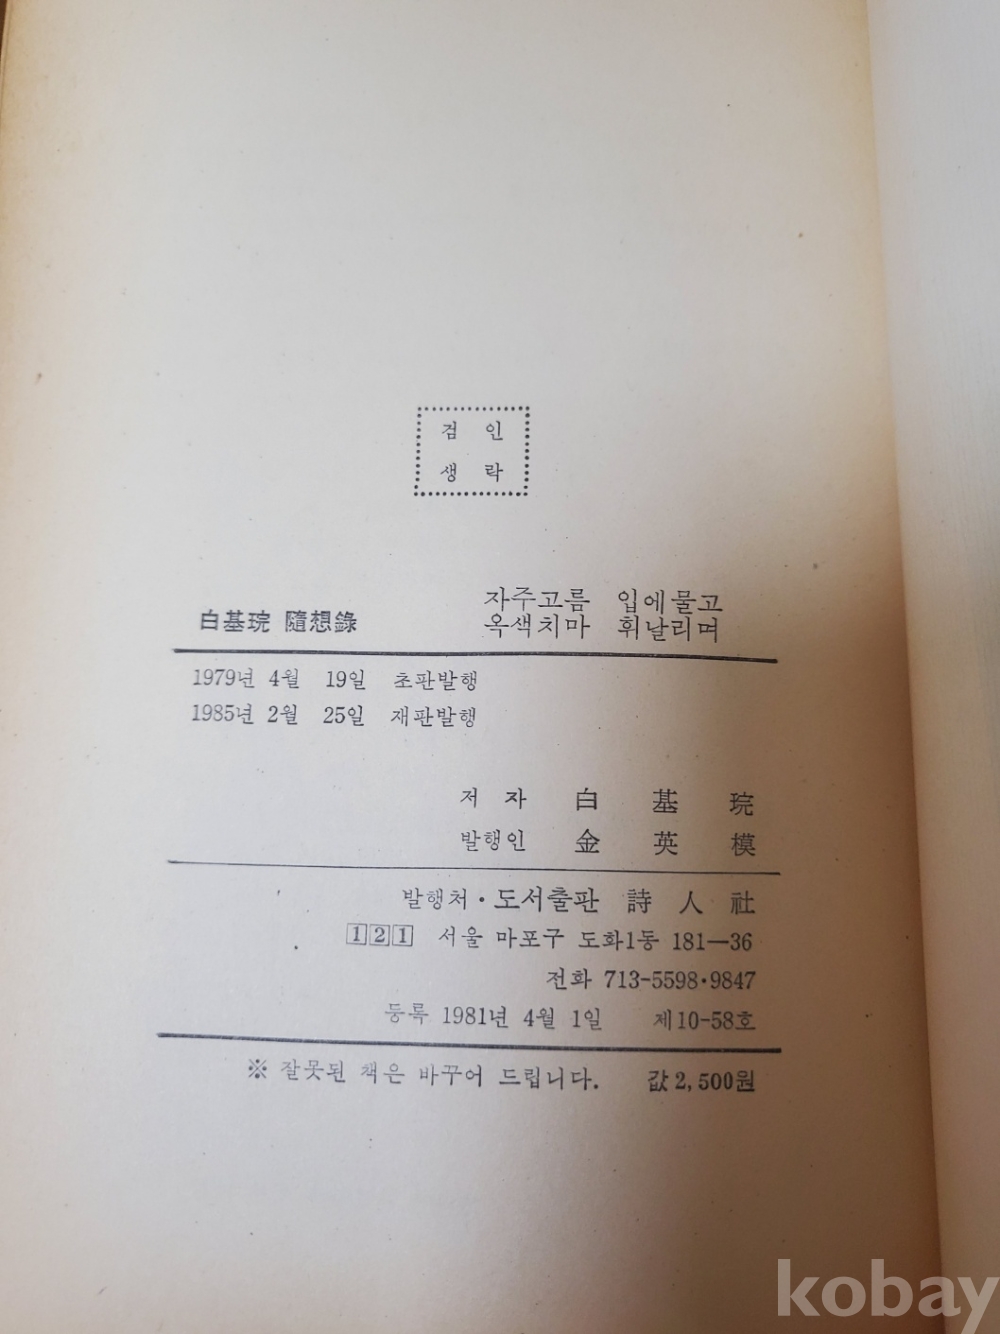 검 인
생 락
白基琓 隨想錄
자주고름 입에물고
옥색치마 휘날리며
1979년 4월 19일 초판발행
1985년 2월 25일 재판발행
저 자 白 基 琓
발행인 金 英 模
발행처·도서출판 詩 人 社
121 서울 마포구 도화1동 181—36
전화 713-5598·9847
등록 1981년 4월 1일 제10-58호
※ 잘못된 책은 바꾸어 드립니다. 값 2,500원
kobay